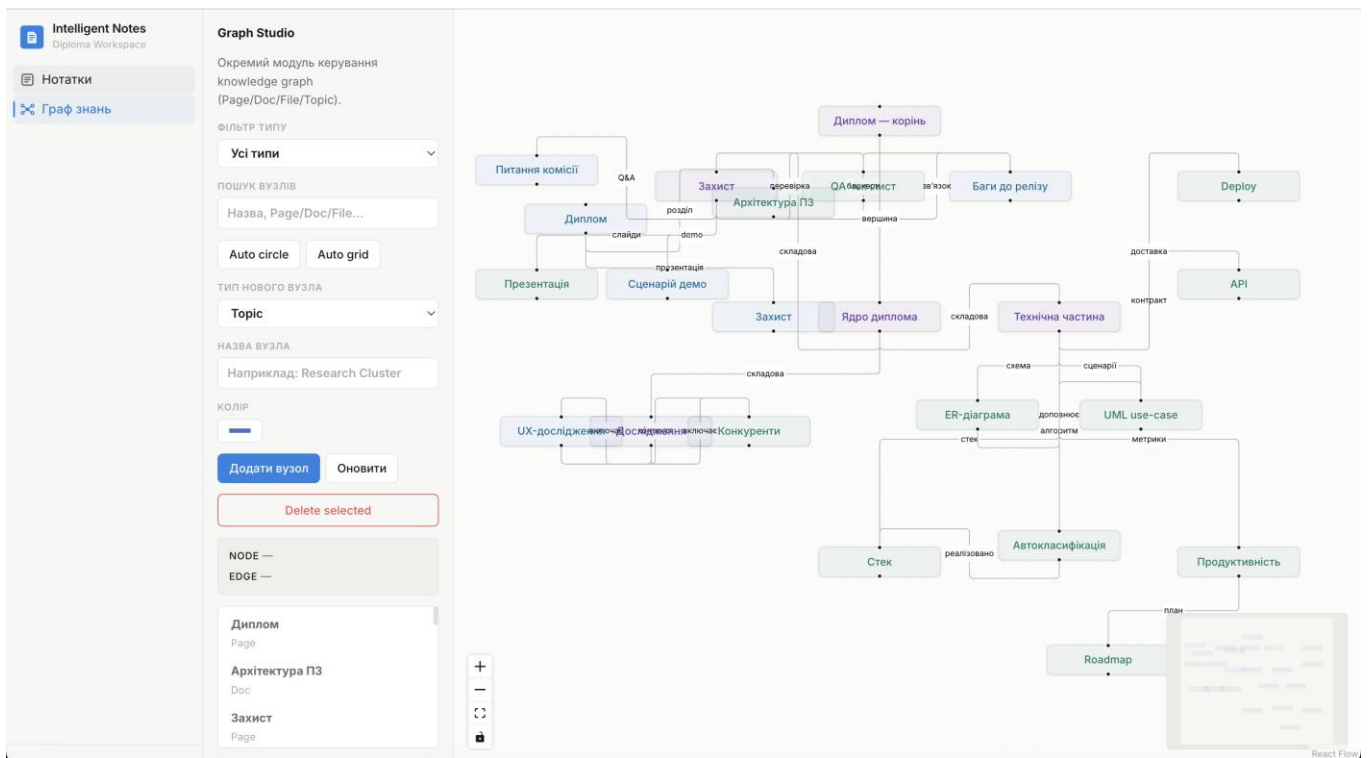 Intelligent Notes
Diploma Workspace
Нотатки
Граф знань
Graph Studio
Окремий модуль керування
knowledge graph
(Page/Doc/File/Topic).
ФІЛЬТР ТИПУ
Усі типи
ПОШУК ВУЗЛІВ
Назва, Page/Doc/File...
Auto circle
Auto grid
ТИП НОВОГО ВУЗЛА
Topic
НАЗВА ВУЗЛА
Наприклад: Research Cluster
КОЛІР
Додати вузол
Оновити
Delete selected
NODE —
EDGE —
Диплом
Page
Архітектура ПЗ
Doc
Захист
Page
Диплом — корінь
Питання комісії
Q&A
Захист
перевірка
QA
зв'язок
Баги до релізу
Deploy
Архітектура ПЗ
розділ
Диплом
вершина
слайди
demo
складова
доставка
презентація
Презентація
Сценарій демо
API
контракт
Захист
Ядро диплома
складова
Технічна частина
схема
сценарії
складова
ER-діаграма
доповнює
UML use-case
UX-дослідження
Дослідження
включає
Конкуренти
алгоритм
стек
метрики
Автокласифікація
реалізовано
Стек
Продуктивність
план
Roadmap
React Flow